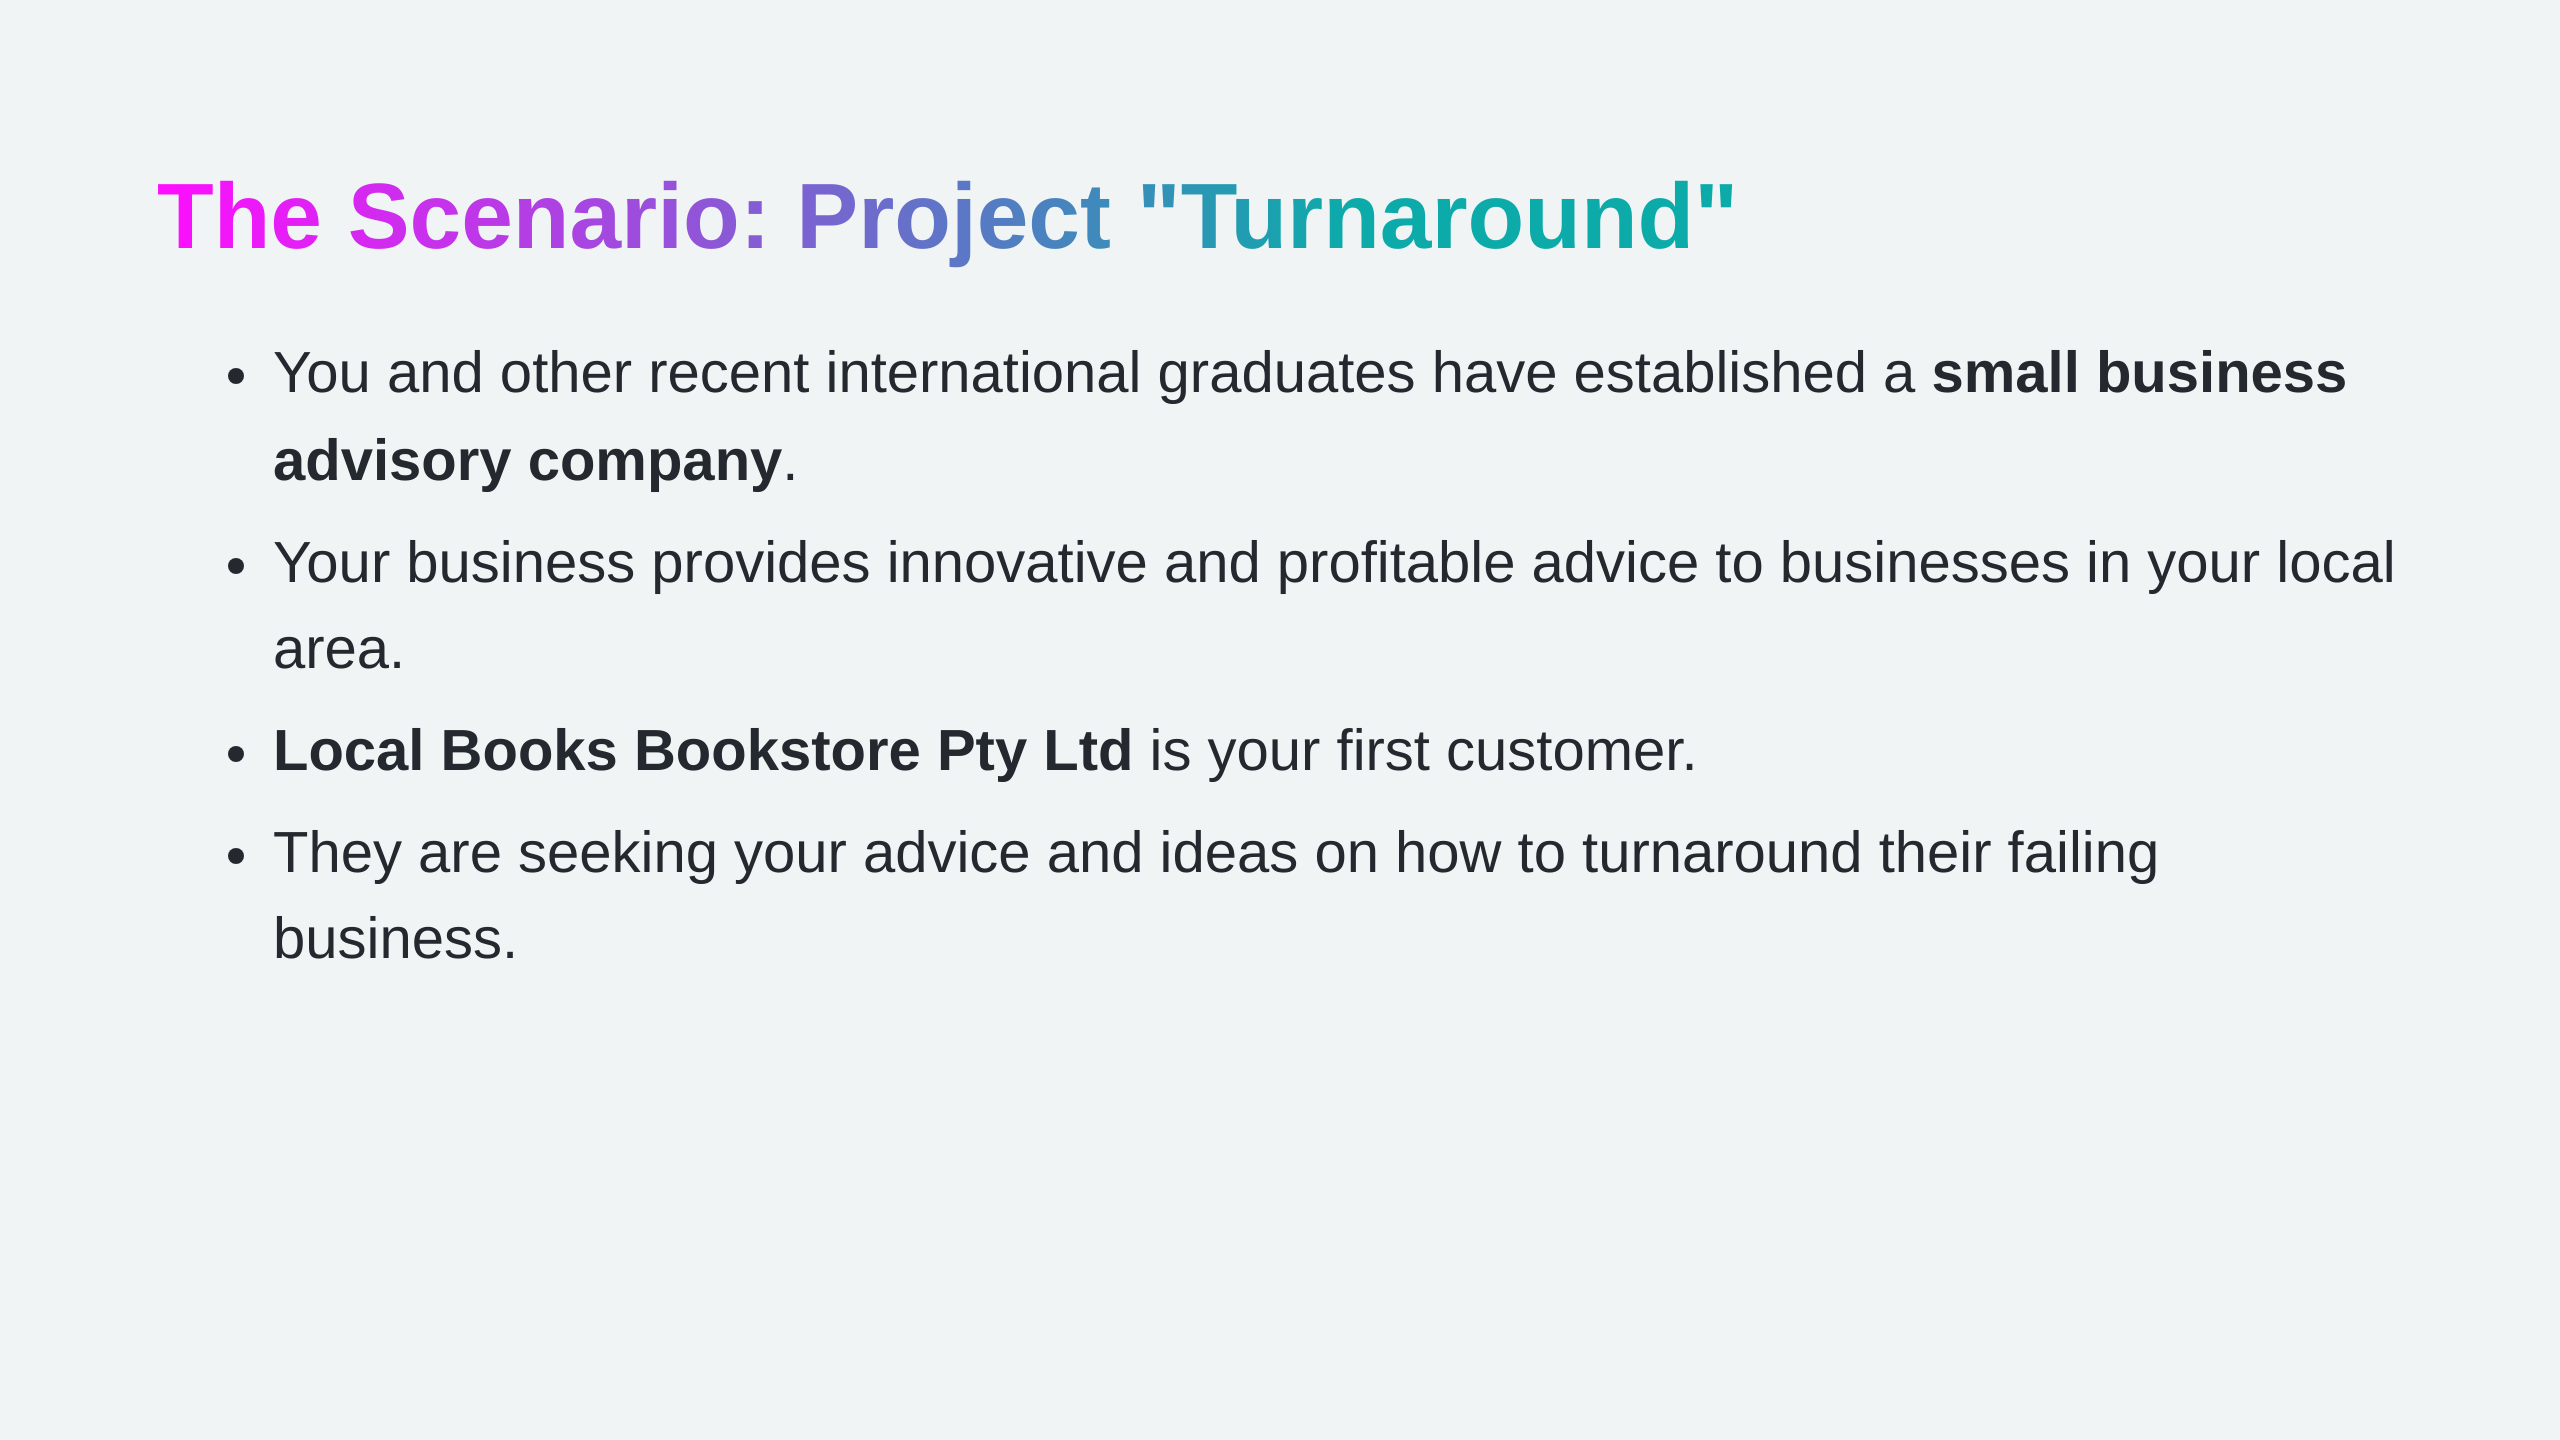 The Scenario: Project "Turnaround"
• You and other recent international graduates have established a small business
advisory company.
• Your business provides innovative and profitable advice to businesses in your local
area.
• Local Books Bookstore Pty Ltd is your first customer.
• They are seeking your advice and ideas on how to turnaround their failing
business.